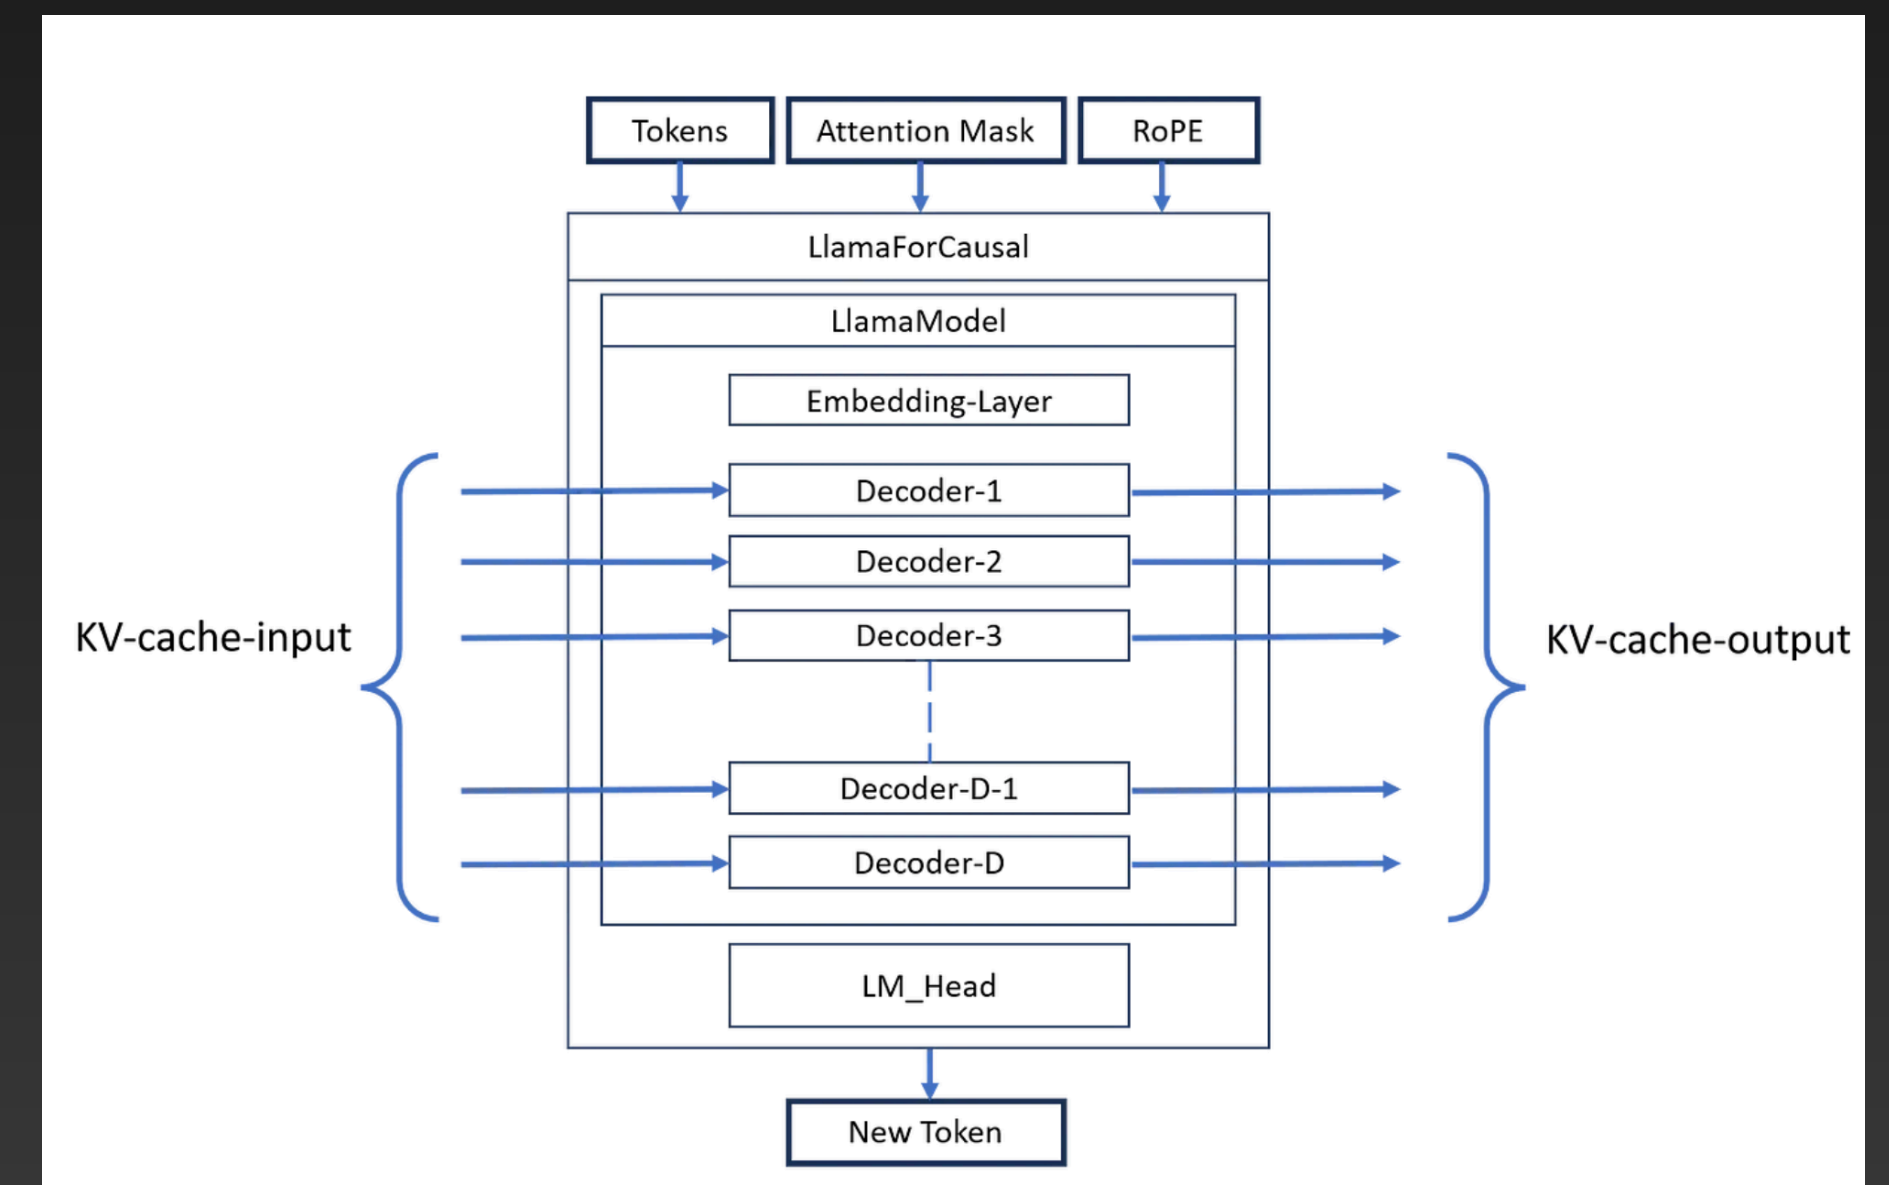 Tokens
Attention Mask
RoPE
LlamaForCausal
LlamaModel
Embedding-Layer
Decoder-1
Decoder-2
Decoder-3
KV-cache-input
KV-cache-output
Decoder-D-1
Decoder-D
LM_Head
New Token